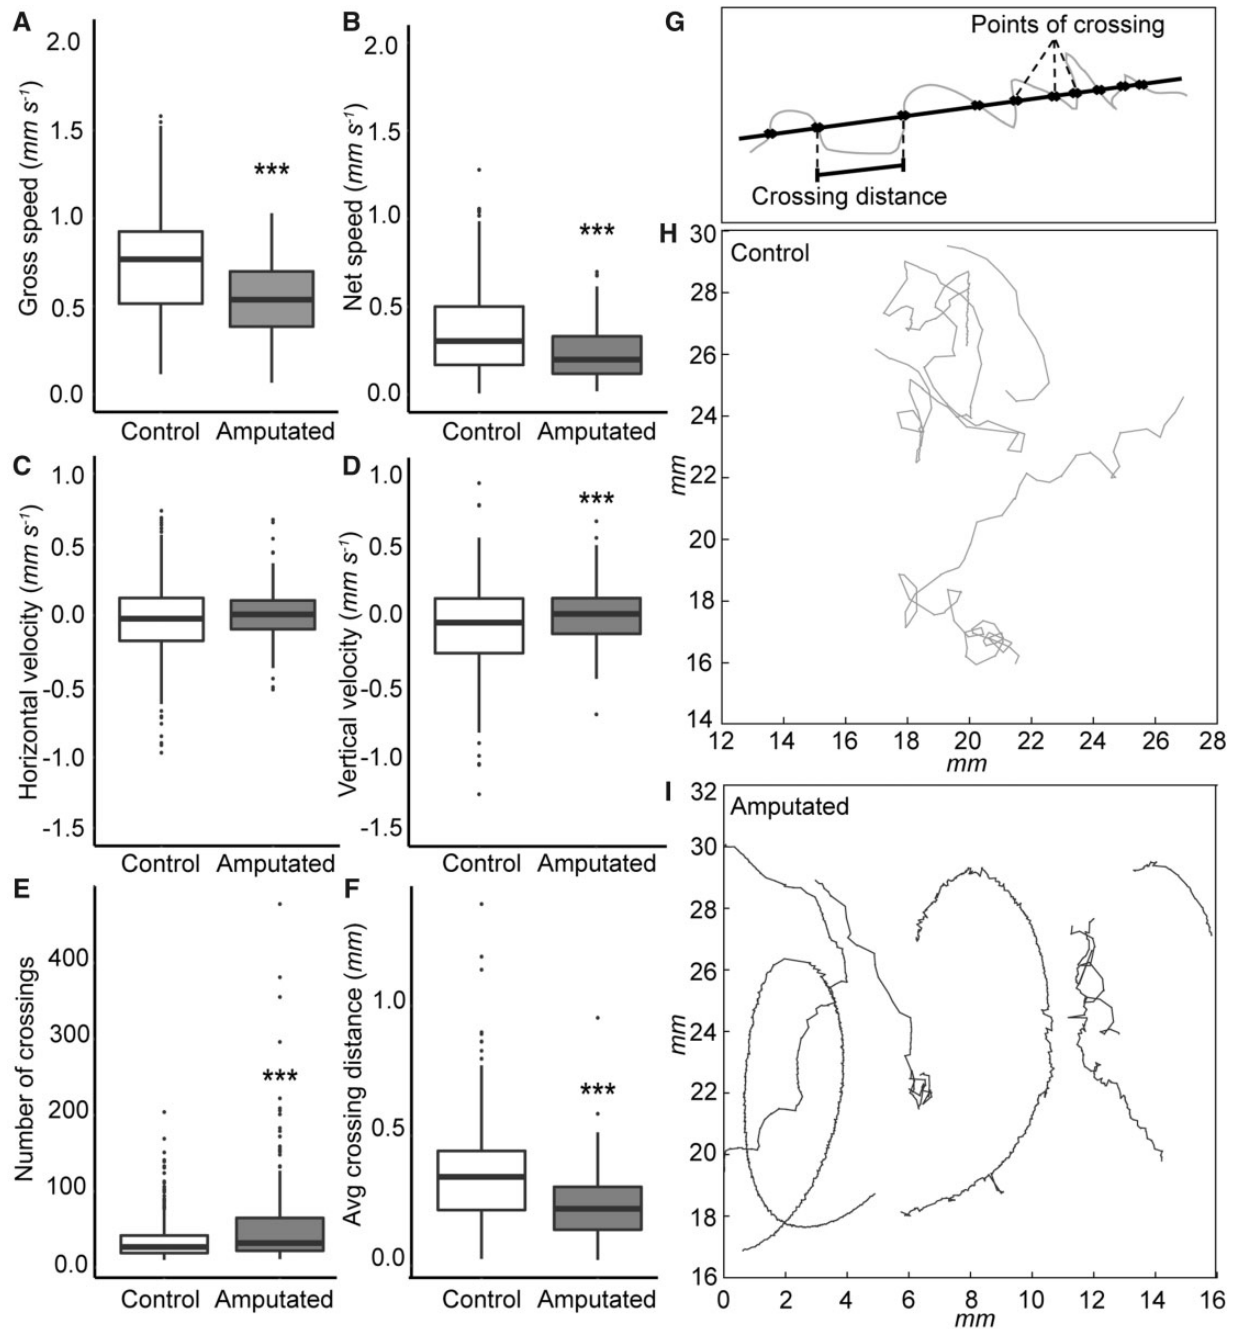 A
Gross speed (mm s-1)
2.0
1.5
1.0
0.5
0.0
***
Control Amputated
B
Net speed (mm s-1)
2.0
1.5
1.0
0.5
0.0
***
Control Amputated
C
Horizontal velocity (mm s-1)
1.0
0.5
0.0
-0.5
-1.0
-1.5
Control Amputated
D
Vertical velocity (mm s-1)
1.0
0.5
0.0
-0.5
-1.0
-1.5
***
Control Amputated
E
Number of crossings
400
300
200
100
0.0
***
Control Amputated
F
Avg crossing distance (mm)
1.0
0.5
0.0
***
Control Amputated
G
Points of crossing
Crossing distance
H
Control
mm
30
28
26
24
22
20
18
16
14
12 14 16 18 20 22 24 26 28
mm
I
Amputated
mm
32
30
28
26
24
22
20
18
16
0 2 4 6 8 10 12 14 16
mm